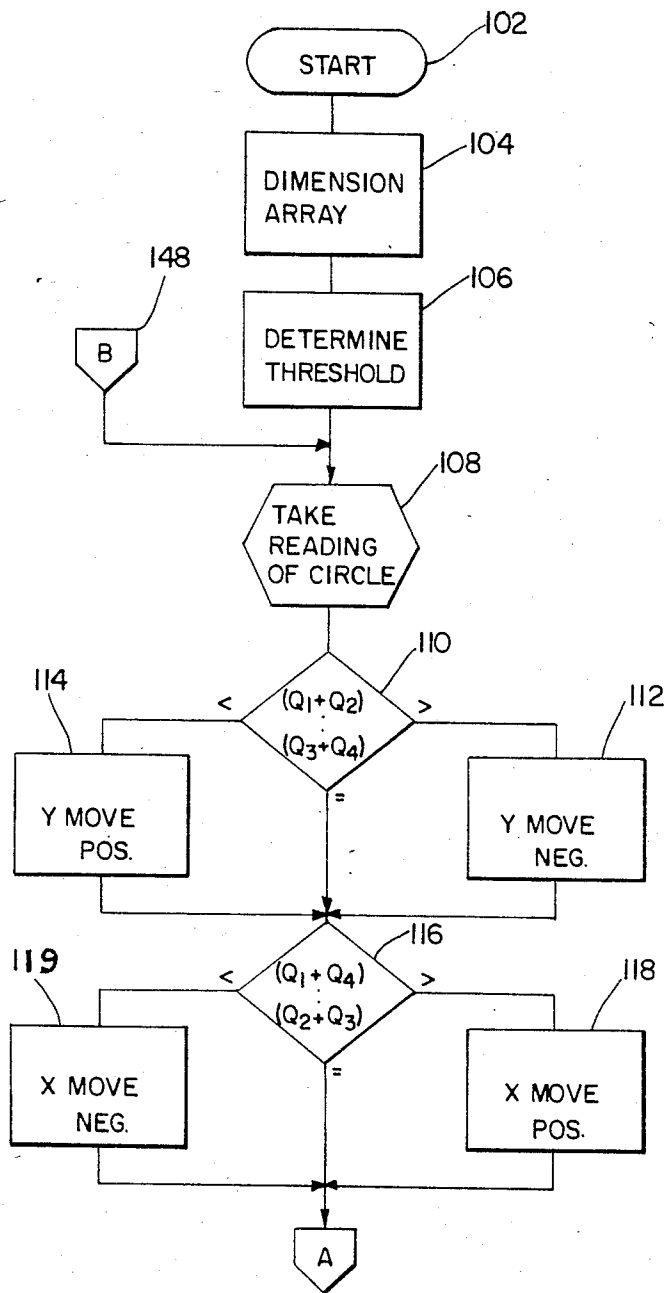 102
START
104
DIMENSION
ARRAY
148
106
B
DETERMINE
THRESHOLD
108
TAKE
READING
OF CIRCLE
110
114
<
(Q1+Q2)
:
(Q3+Q4)
>
112
=
Y MOVE
POS.
Y MOVE
NEG.
116
119
<
(Q1+Q4)
:
(Q2+Q3)
>
118
=
X MOVE
NEG.
X MOVE
POS.
A